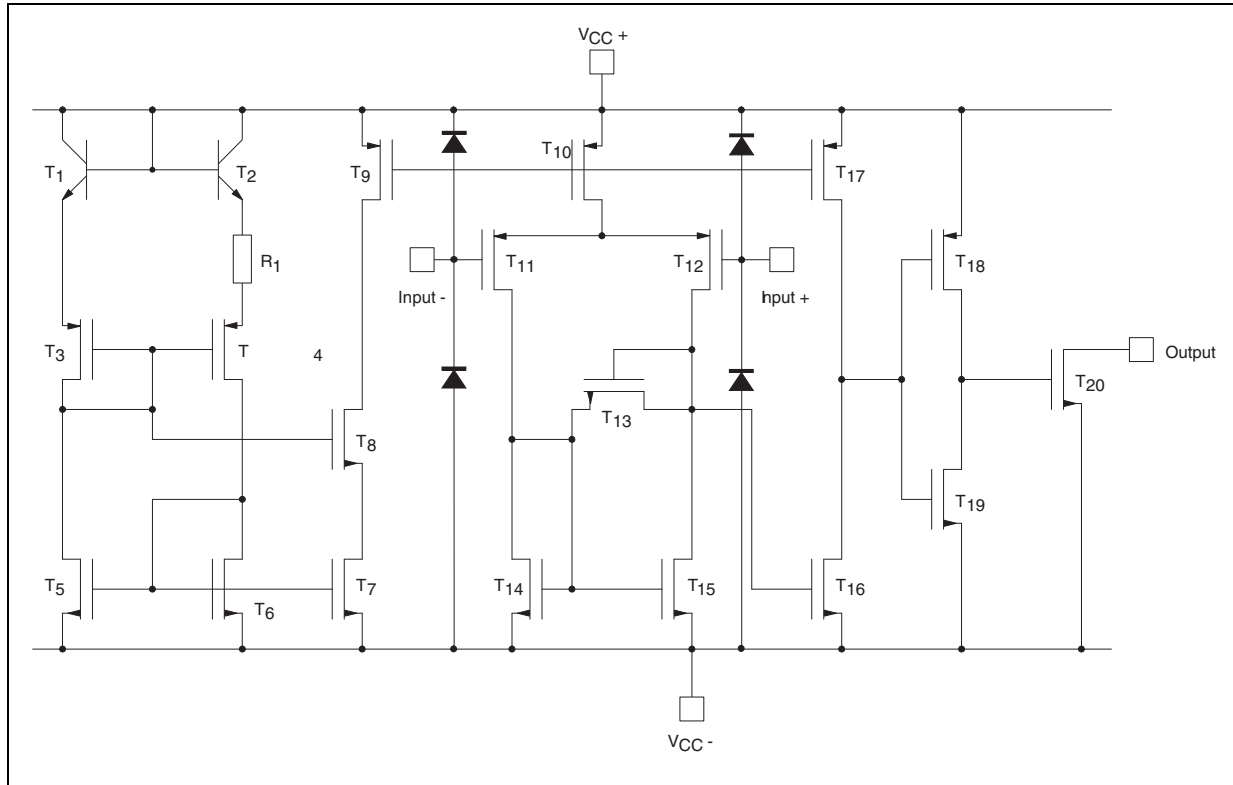 VCC +
T1
T2
T9
T10
T17
R1
T11
T12
T18
Input -
Input +
T3
T
4
Output
T20
T13
T8
T19
T5
T6
T7
T14
T15
T16
VCC -